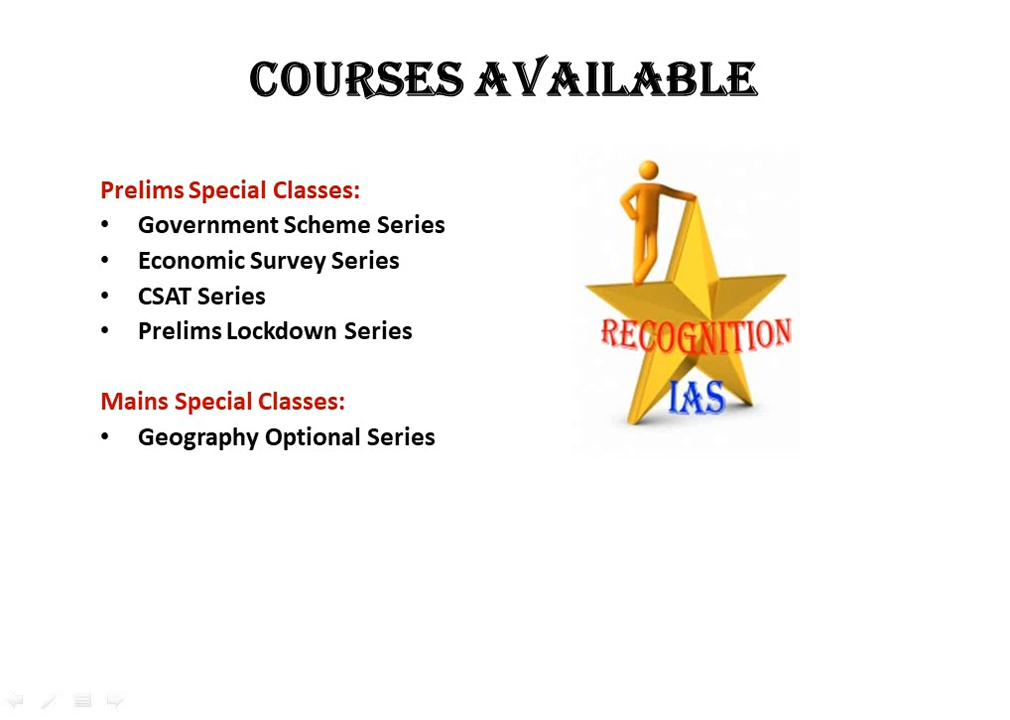 COURSES AVAILABLE
Prelims Special Classes:
• Government Scheme Series
• Economic Survey Series
• CSAT Series
• Prelims Lockdown Series
Mains Special Classes:
• Geography Optional Series
RECOGNITION
IAS